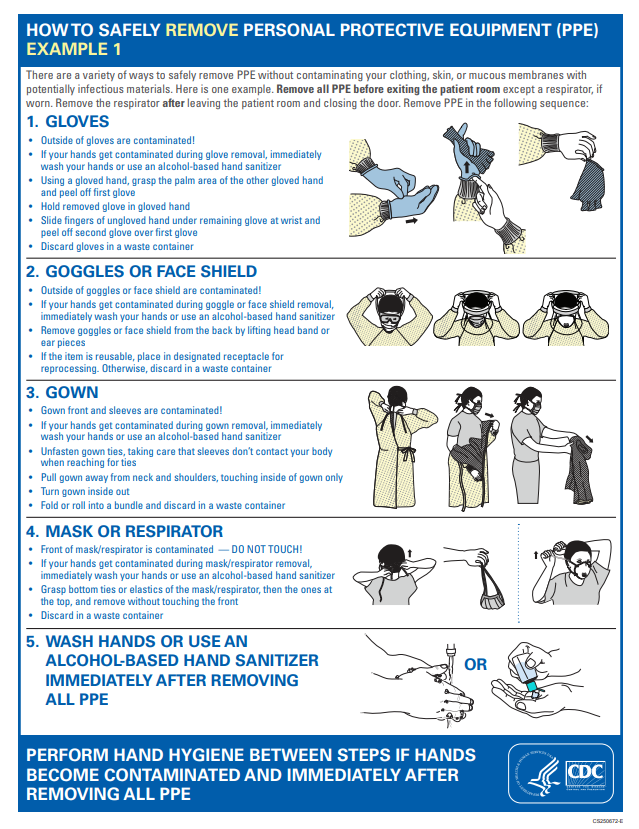 HOW TO SAFELY REMOVE PERSONAL PROTECTIVE EQUIPMENT (PPE)
EXAMPLE 1
There are a variety of ways to safely remove PPE without contaminating your clothing, skin, or mucous membranes with
potentially infectious materials. Here is one example. Remove all PPE before exiting the patient room except a respirator, if
worn. Remove the respirator after leaving the patient room and closing the door. Remove PPE in the following sequence:
1. GLOVES
• Outside of gloves are contaminated!
• If your hands get contaminated during glove removal, immediately
wash your hands or use an alcohol-based hand sanitizer
• Using a gloved hand, grasp the palm area of the other gloved hand
and peel off first glove
• Hold removed glove in gloved hand
• Slide fingers of ungloved hand under remaining glove at wrist and
peel off second glove over first glove
• Discard gloves in a waste container
2. GOGGLES OR FACE SHIELD
• Outside of goggles or face shield are contaminated!
• If your hands get contaminated during goggle or face shield removal,
immediately wash your hands or use an alcohol-based hand sanitizer
• Remove goggles or face shield from the back by lifting head band or
ear pieces
• If the item is reusable, place in designated receptacle for
reprocessing. Otherwise, discard in a waste container
3. GOWN
• Gown front and sleeves are contaminated!
• If your hands get contaminated during gown removal, immediately
wash your hands or use an alcohol-based hand sanitizer
• Unfasten gown ties, taking care that sleeves don't contact your body
when reaching for ties
• Pull gown away from neck and shoulders, touching inside of gown only
• Turn gown inside out
• Fold or roll into a bundle and discard in a waste container
4. MASK OR RESPIRATOR
• Front of mask/respirator is contaminated — DO NOT TOUCH!
• If your hands get contaminated during mask/respirator removal,
immediately wash your hands or use an alcohol-based hand sanitizer
• Grasp bottom ties or elastics of the mask/respirator, then the ones at
the top, and remove without touching the front
• Discard in a waste container
5. WASH HANDS OR USE AN
ALCOHOL-BASED HAND SANITIZER
IMMEDIATELY AFTER REMOVING
ALL PPE
OR
PERFORM HAND HYGIENE BETWEEN STEPS IF HANDS
BECOME CONTAMINATED AND IMMEDIATELY AFTER
REMOVING ALL PPE
CDC
CS250672-E